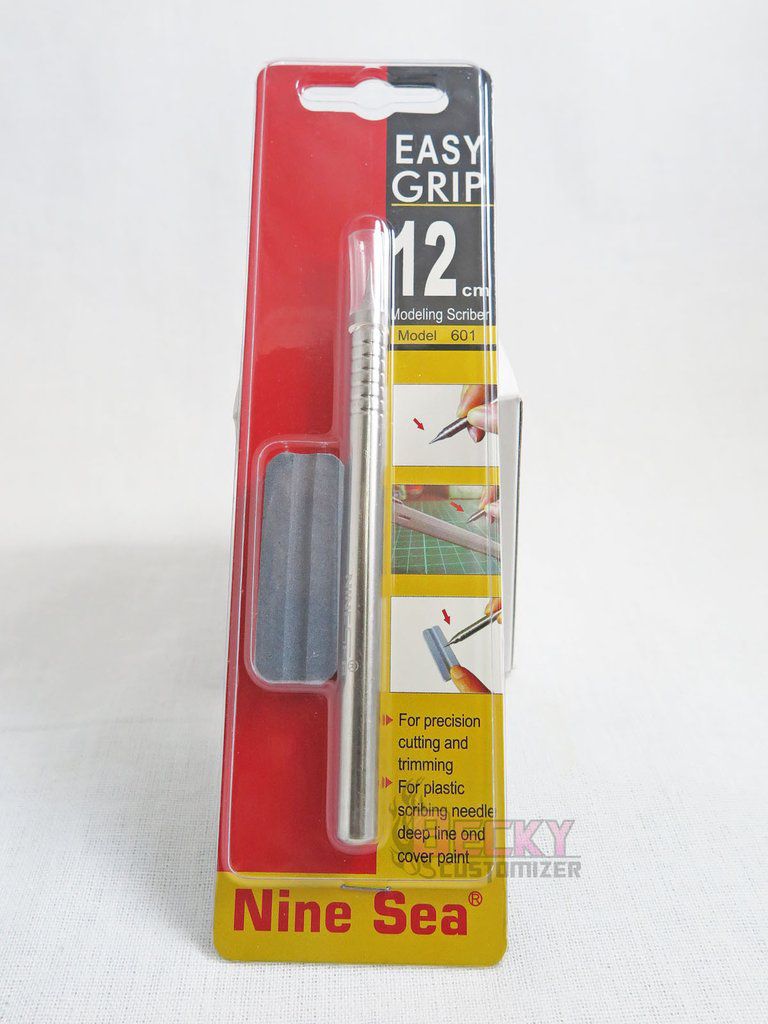 EASY
GRIP
12 cm
Modeling Scriber
Model 601
For precision
cutting and
trimming
For plastic
scribing needle
deep line ond
cover paint
BECKY
CUSTOMIZER
Nine Sea®